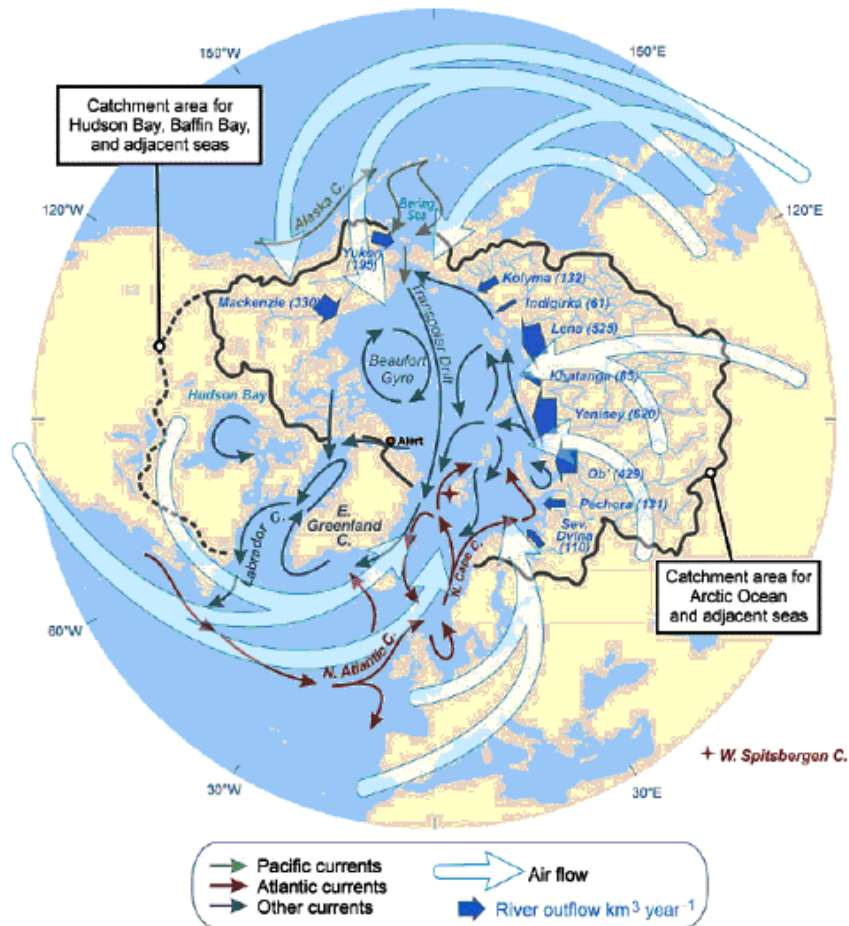 150°W
150°E
Catchment area for
Hudson Bay, Baffin Bay,
and adjacent seas
120°W
120°E
Alaska C.
Bering
Sea
Yukon
(195)
Mackenzie (330)
Kolyma (132)
Indigirka (61)
Lena (525)
Transpolar Drift
Beaufort
Gyre
Khatanga (85)
Hudson Bay
Yenisey (620)
Alert
Ob' (429)
E.
Greenland
C.
Pechora (131)
Labrador C.
Sev.
Dvina
(110)
N. Cape C.
Catchment area for
Arctic Ocean
and adjacent seas
60°W
N. Atlantic C.
W. Spitsbergen C.
30°W
30°E
Pacific currents
Atlantic currents
Other currents
Air flow
River outflow km³ year⁻¹